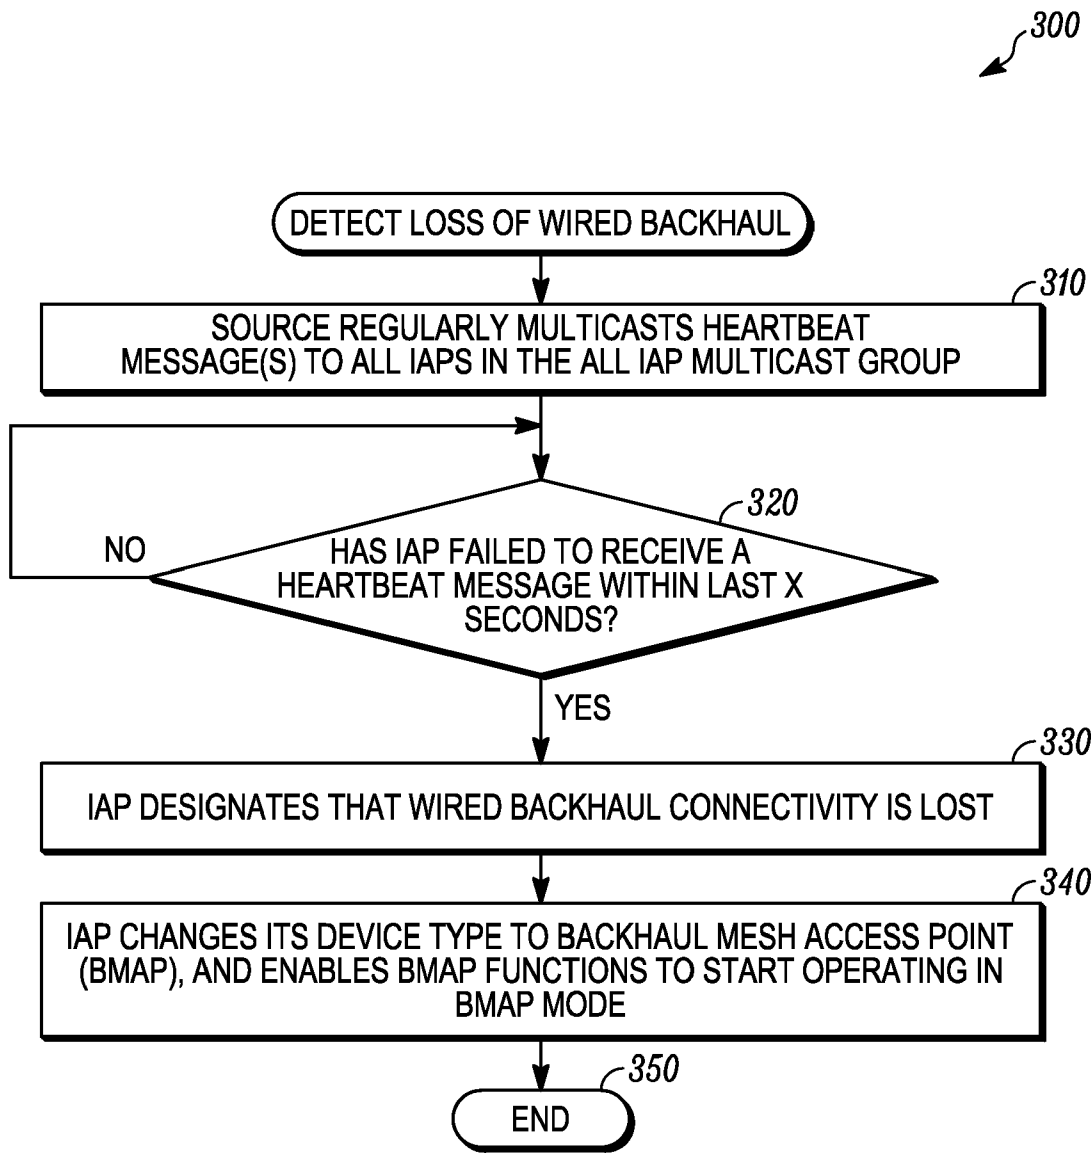 300
DETECT LOSS OF WIRED BACKHAUL
310
SOURCE REGULARLY MULTICASTS HEARTBEAT
MESSAGE(S) TO ALL IAPS IN THE ALL IAP MULTICAST GROUP
320
NO
HAS IAP FAILED TO RECEIVE A
HEARTBEAT MESSAGE WITHIN LAST X
SECONDS?
YES
330
IAP DESIGNATES THAT WIRED BACKHAUL CONNECTIVITY IS LOST
340
IAP CHANGES ITS DEVICE TYPE TO BACKHAUL MESH ACCESS POINT
(BMAP), AND ENABLES BMAP FUNCTIONS TO START OPERATING IN
BMAP MODE
350
END